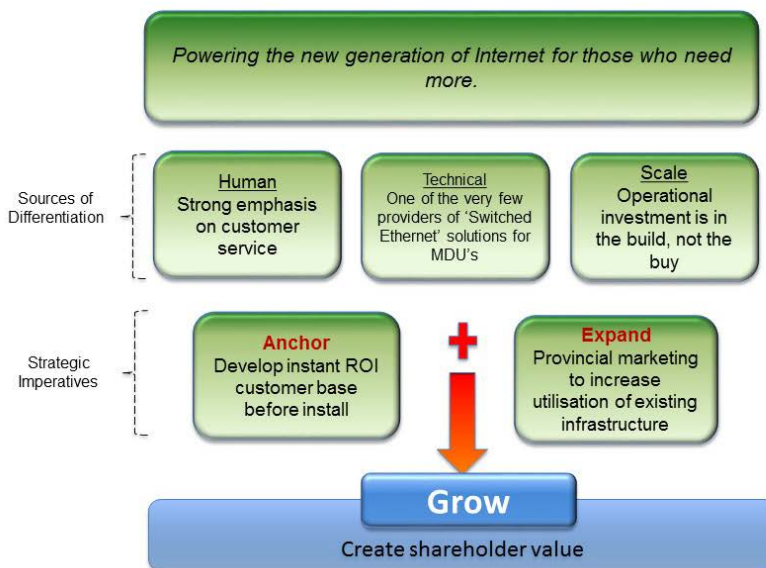 Powering the new generation of Internet for those who need
more.
Sources of
Differentiation
Human
Strong emphasis
on customer
service
Technical
One of the very few
providers of 'Switched
Ethernet' solutions for
MDU's
Scale
Operational
investment is in
the build, not the
buy
Strategic
Imperatives
Anchor
Develop instant ROI
customer base
before install
+
Expand
Provincial marketing
to increase
utilisation of existing
infrastructure
Grow
Create shareholder value